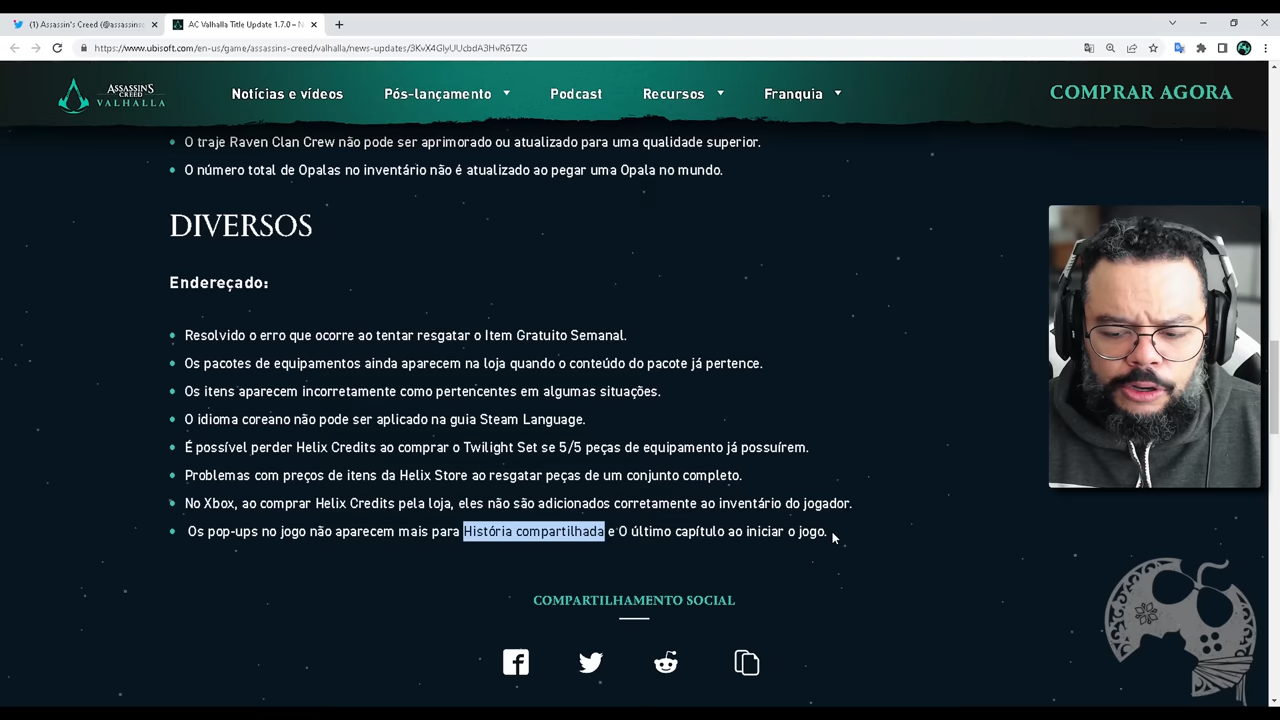 (1) Assassin's Creed (@assassinsc
AC Valhalla Title Update 1.7.0 – N
https://www.ubisoft.com/en-us/game/assassins-creed/valhalla/news-updates/3KvX4GlyUUcbdA3HvR6TZG
ASSASSIN'S CREED VALHALLA
Notícias e vídeos
Pós-lançamento
Podcast
Recursos
Franquia
COMPRAR AGORA
O traje Raven Clan Crew não pode ser aprimorado ou atualizado para uma qualidade superior.
O número total de Opalas no inventário não é atualizado ao pegar uma Opala no mundo.
DIVERSOS
Endereçado:
Resolvido o erro que ocorre ao tentar resgatar o Item Gratuito Semanal.
Os pacotes de equipamentos ainda aparecem na loja quando o conteúdo do pacote já pertence.
Os itens aparecem incorretamente como pertencentes em algumas situações.
O idioma coreano não pode ser aplicado na guia Steam Language.
É possível perder Helix Credits ao comprar o Twilight Set se 5/5 peças de equipamento já possuírem.
Problemas com preços de itens da Helix Store ao resgatar peças de um conjunto completo.
No Xbox, ao comprar Helix Credits pela loja, eles não são adicionados corretamente ao inventário do jogador.
Os pop-ups no jogo não aparecem mais para História compartilhada e O último capítulo ao iniciar o jogo.
COMPARTILHAMENTO SOCIAL